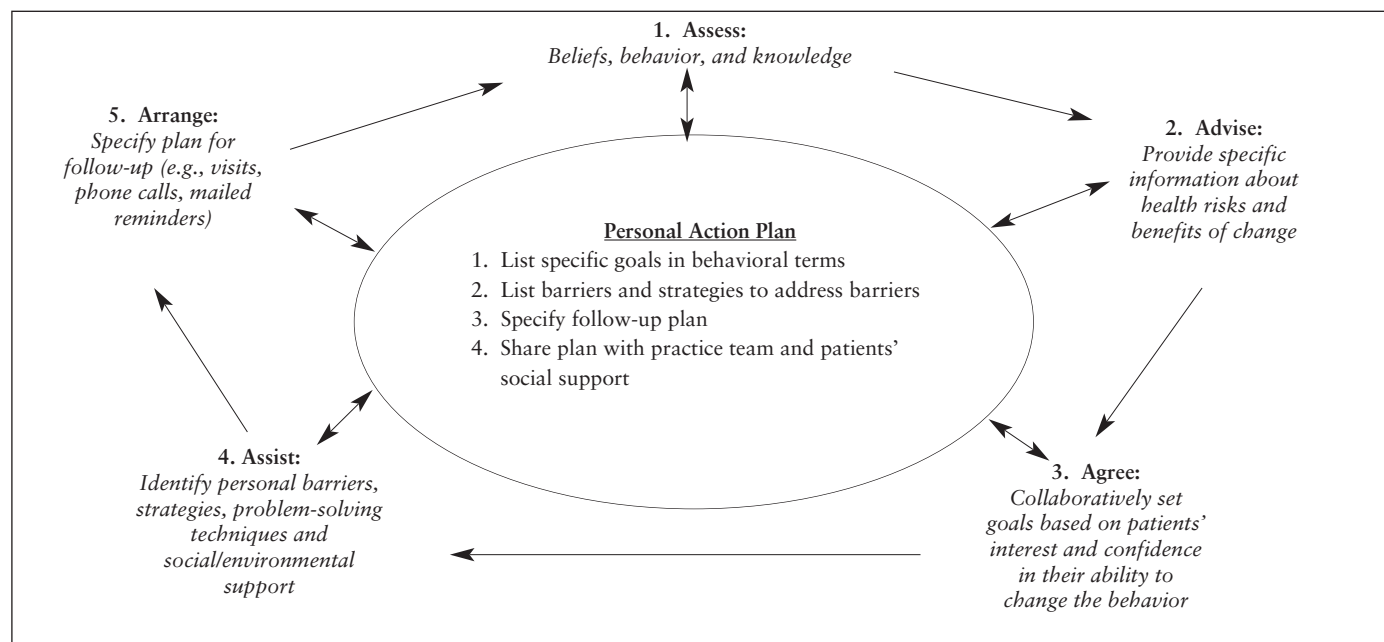 1. Assess:
Beliefs, behavior, and knowledge
2. Advise:
Provide specific
information about
health risks and
benefits of change
3. Agree:
Collaboratively set
goals based on patients’
interest and confidence
in their ability to
change the behavior
4. Assist:
Identify personal barriers,
strategies, problem-solving
techniques and
social/environmental
support
5. Arrange:
Specify plan for
follow-up (e.g., visits,
phone calls, mailed
reminders)
Personal Action Plan
1. List specific goals in behavioral terms
2. List barriers and strategies to address barriers
3. Specify follow-up plan
4. Share plan with practice team and patients’
social support